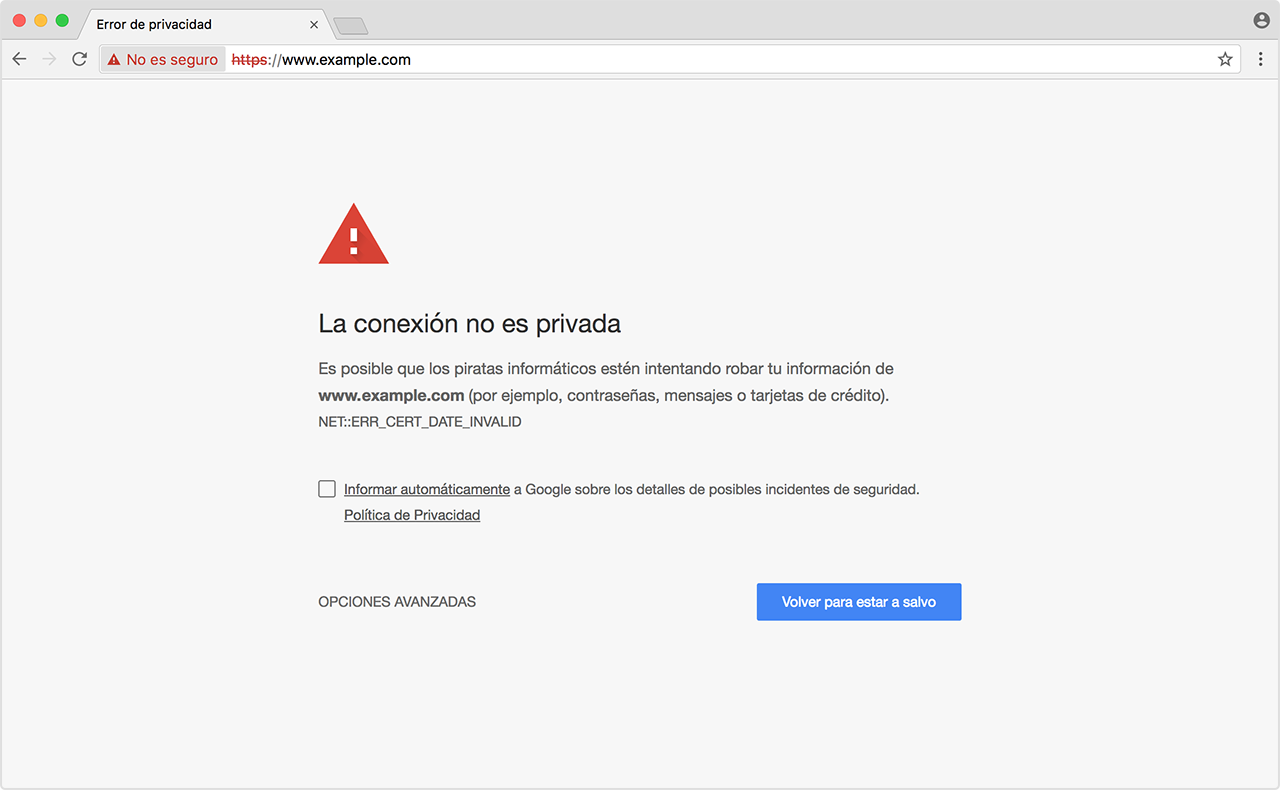 Error de privacidad
No es seguro https://www.example.com
La conexión no es privada
Es posible que los piratas informáticos estén intentando robar tu información de
www.example.com (por ejemplo, contraseñas, mensajes o tarjetas de crédito).
NET::ERR_CERT_DATE_INVALID
Informar automáticamente a Google sobre los detalles de posibles incidentes de seguridad.
Política de Privacidad
OPCIONES AVANZADAS
Volver para estar a salvo